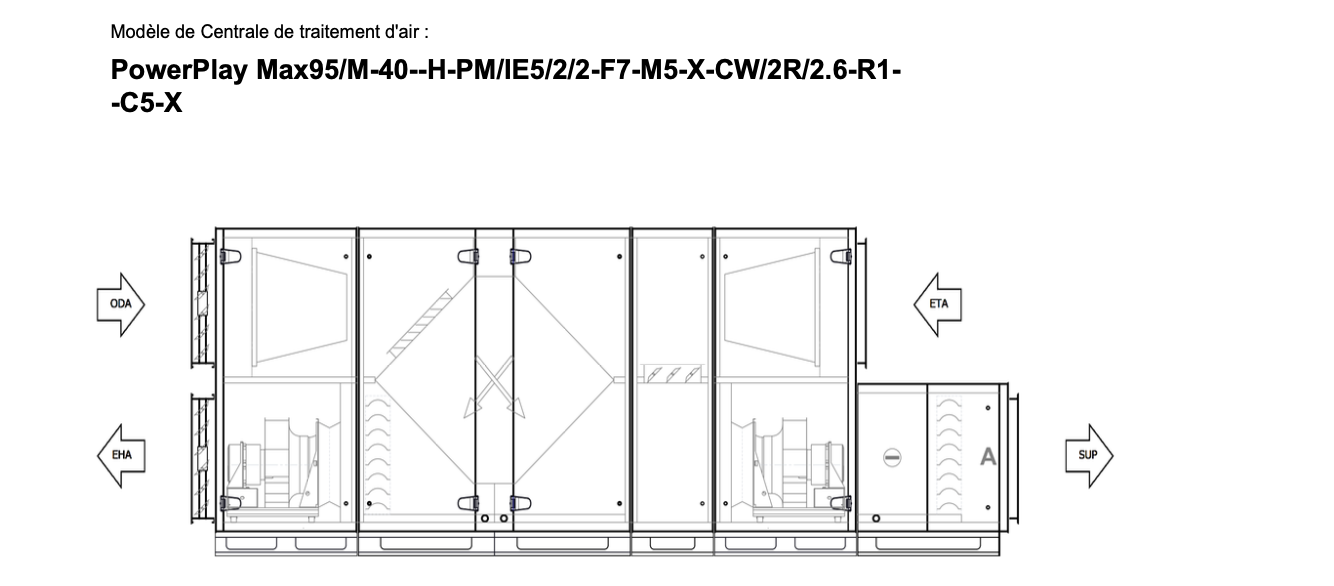 Modèle de Centrale de traitement d'air :
PowerPlay Max95/M-40--H-PM/IE5/2/2-F7-M5-X-CW/2R/2.6-R1-
-C5-X
ODA
ETA
EHA
A
SUP